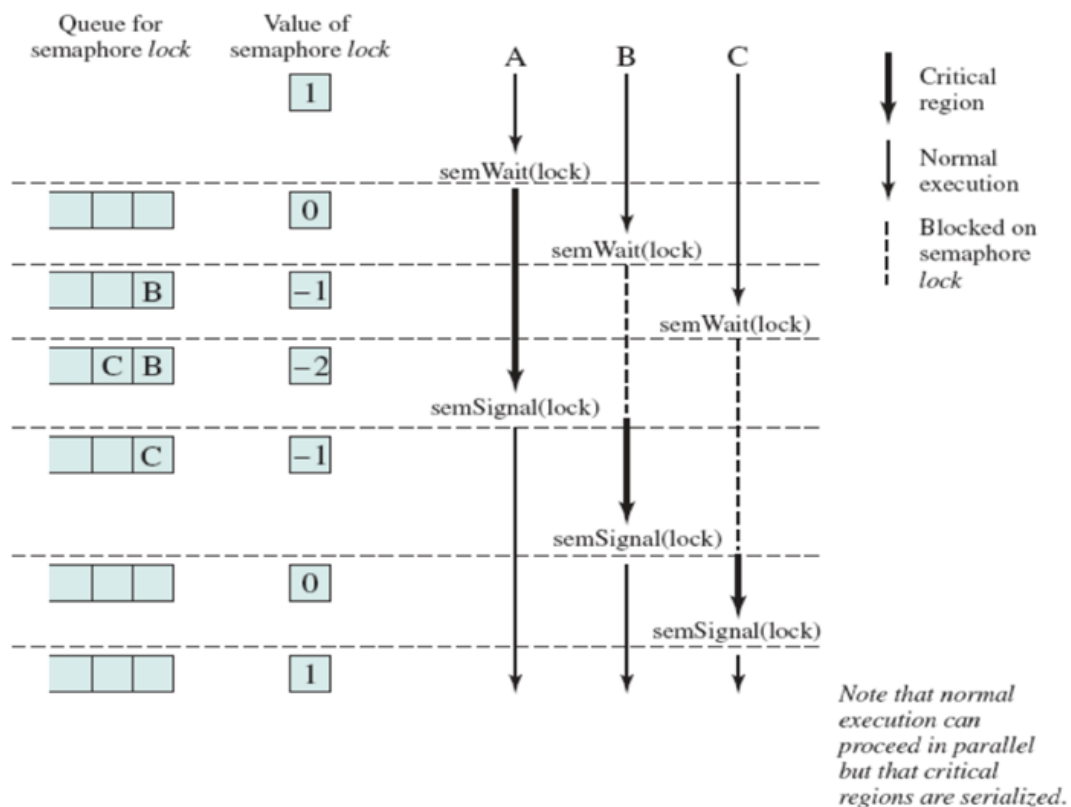 Queue for
semaphore lock
Value of
semaphore lock
A
B
C
1
Critical
region
Normal
execution
Blocked on
semaphore
lock
semWait(lock)
0
semWait(lock)
B
−1
semWait(lock)
C B
−2
semSignal(lock)
C
−1
semSignal(lock)
0
semSignal(lock)
1
Note that normal
execution can
proceed in parallel
but that critical
regions are serialized.